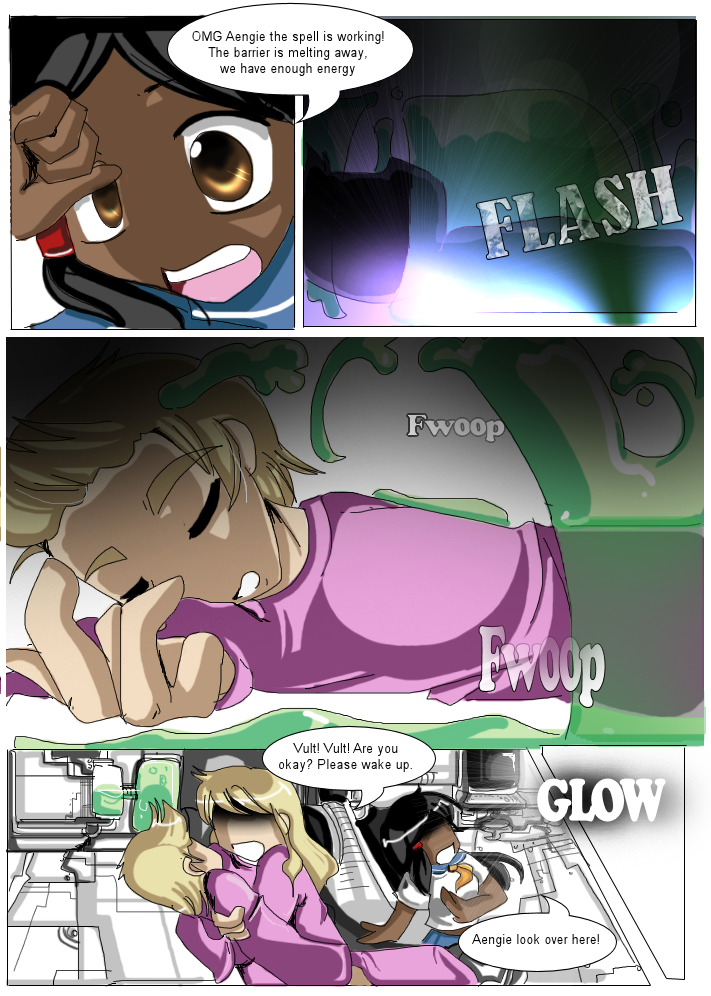 OMG Aengie the spell is working!
The barrier is melting away,
we have enough energy
FLASH
Fwoop
Fwoop
Vult! Vult! Are you
okay? Please wake up.
GLOW
Aengie look over here!